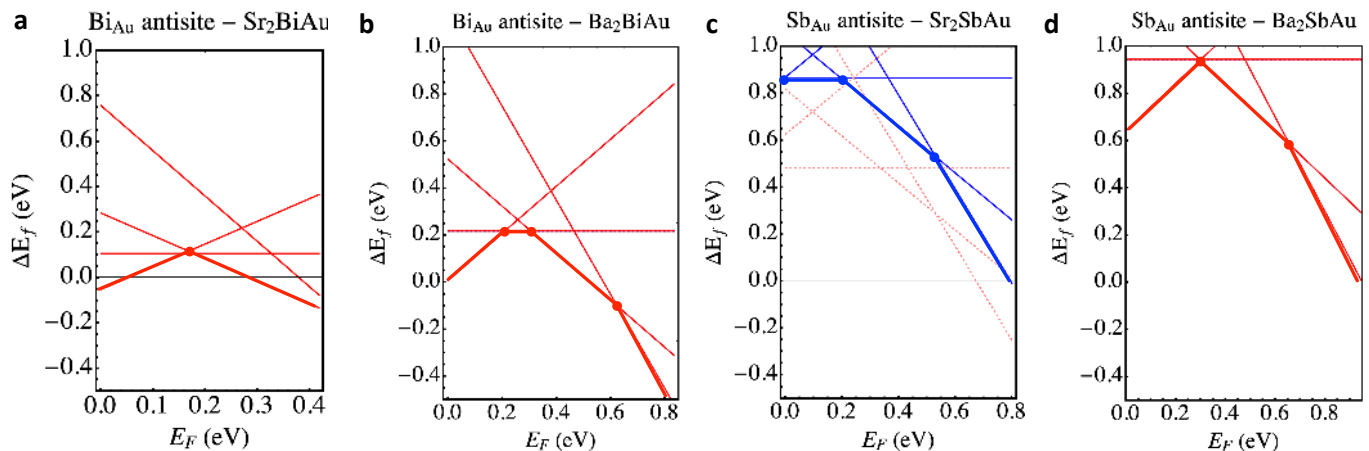 a Bi_Au antisite – Sr₂BiAu
1.0
0.8
0.6
0.4
0.2
0.0
−0.2
−0.4
ΔE_f (eV)
0.0 0.1 0.2 0.3 0.4
E_F (eV)
b Bi_Au antisite – Ba₂BiAu
1.0
0.8
0.6
0.4
0.2
0.0
−0.2
−0.4
ΔE_f (eV)
0.0 0.2 0.4 0.6 0.8
E_F (eV)
c Sb_Au antisite – Sr₂SbAu
1.0
0.8
0.6
0.4
0.2
0.0
−0.2
−0.4
ΔE_f (eV)
0.0 0.2 0.4 0.6 0.8
E_F (eV)
d Sb_Au antisite – Ba₂SbAu
1.0
0.8
0.6
0.4
0.2
0.0
−0.2
−0.4
ΔE_f (eV)
0.0 0.2 0.4 0.6 0.8
E_F (eV)